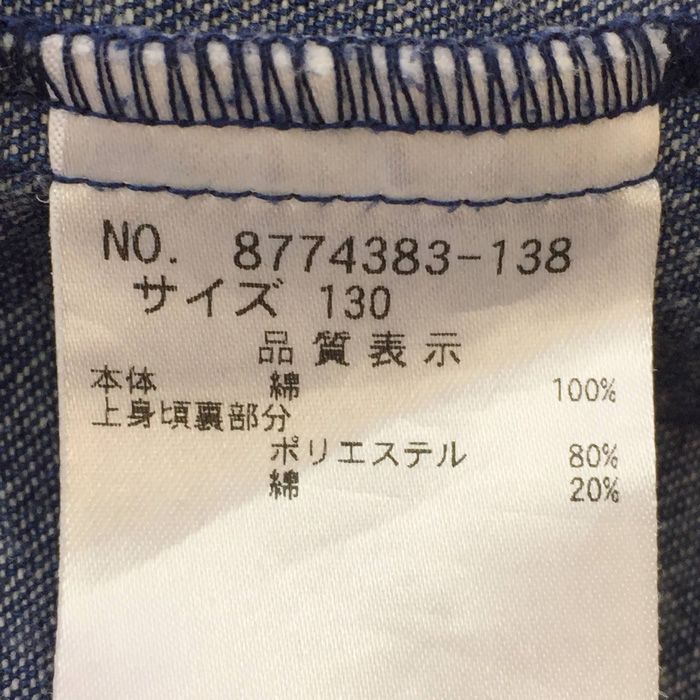 NO. 8774383-138
サイズ 130
品質表示
本体 綿 100%
上身頃裏部分
ポリエステル 80%
綿 20%